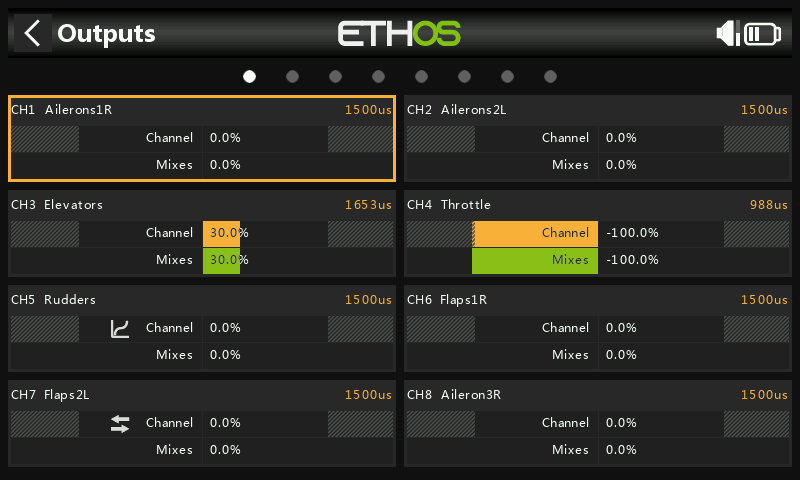 Outputs
ETHOS
CH1 Ailerons1R 1500us
Channel 0.0%
Mixes 0.0%
CH2 Ailerons2L 1500us
Channel 0.0%
Mixes 0.0%
CH3 Elevators 1653us
Channel 30.0%
Mixes 30.0%
CH4 Throttle 988us
Channel -100.0%
Mixes -100.0%
CH5 Rudders 1500us
Channel 0.0%
Mixes 0.0%
CH6 Flaps1R 1500us
Channel 0.0%
Mixes 0.0%
CH7 Flaps2L 1500us
Channel 0.0%
Mixes 0.0%
CH8 Aileron3R 1500us
Channel 0.0%
Mixes 0.0%